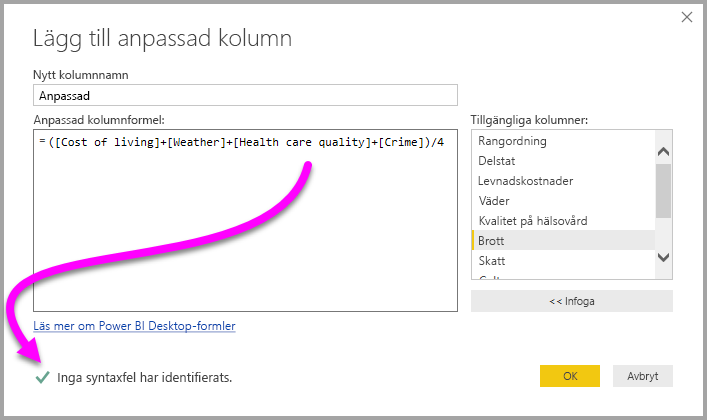 Lägg till anpassad kolumn
Nytt kolumnnamn
Anpassad
Anpassad kolumnformel:
=([Cost of living]+[Weather]+[Health care quality]+[Crime])/4
Tillgängliga kolumner:
Rangordning
Delstat
Levnadskostnader
Väder
Kvalitet på hälsovård
Brott
Skatt
<< Infoga
Läs mer om Power BI Desktop-formler
Inga syntaxfel har identifierats.
OK
Avbryt